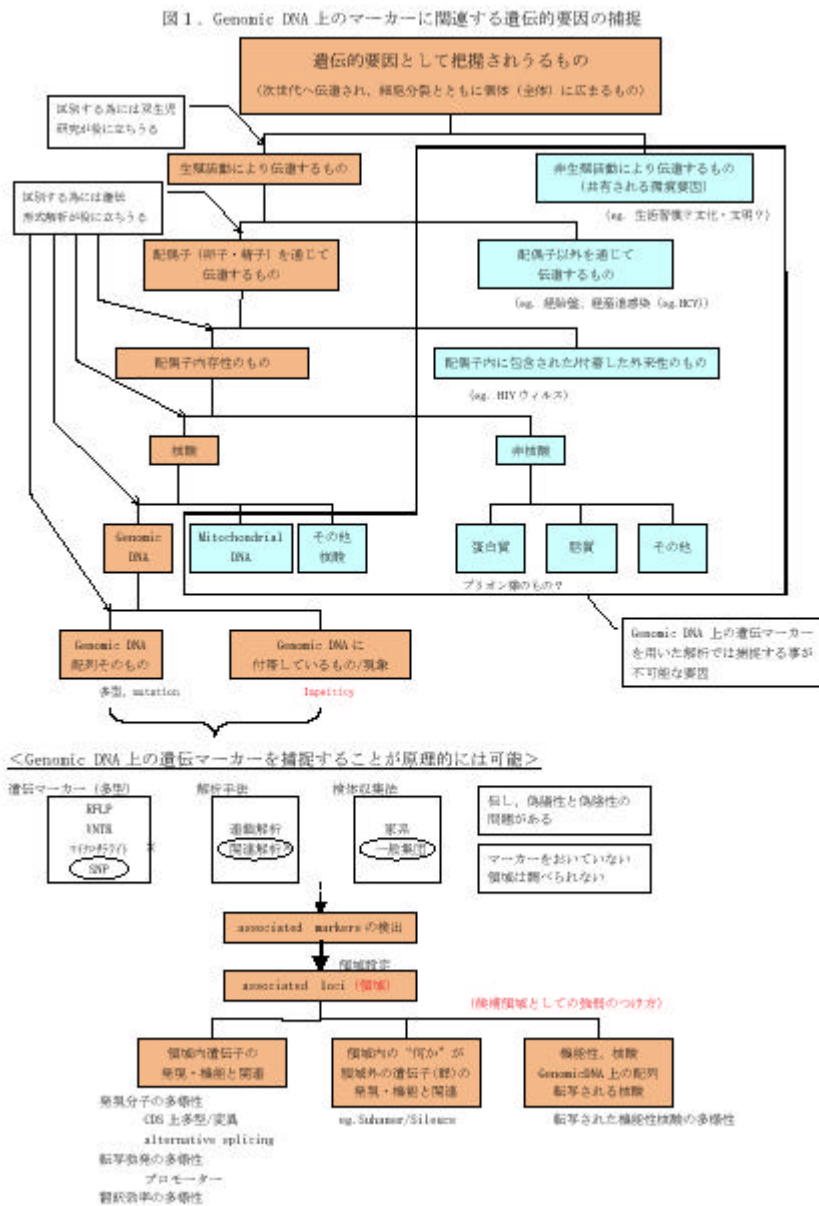 図1. Genomic DNA 上のマーカーに関連する遺伝的要因の捕捉
遺伝的要因として把握されうるもの
(次世代へ伝達され、細胞分裂とともに個体（全体）に広まるもの)
区別する為には双生児
研究が役に立ちうる
生殖活動により伝達するもの
非生殖活動により伝達するもの
(共有される環境要因)
(eg. 生活習慣？文化・文明？)
区別する為には遺伝
形式解析が役に立ちうる
配偶子（卵子・精子）を通じて
伝達するもの
配偶子以外を通じて
伝達するもの
(eg. 経胎盤、経産道感染 (eg.HCV))
配偶子内存性のもの
配偶子内に包含された/付着した外来性のもの
(eg. HIV ウィルス)
核酸
非核酸
Genomic
DNA
Mitochondrial
DNA
その他
核酸
蛋白質
脂質
その他
プリオン様のもの？
Genomic DNA
配列そのもの
Genomic DNA に
付帯しているもの/現象
多型, mutation
Genomic DNA 上の遺伝マーカー
を用いた解析では捕捉する事が
不可能な要因
＜Genomic DNA 上の遺伝マーカーを捕捉することが原理的には可能＞
遺伝マーカー（多型）
解析手法
検体収集法
RFLP
VNTR
マイクロサテライト
SNP
連鎖解析
関連解析
家系
一般集団
但し、偽陽性と偽陰性の
問題がある
マーカーをおいていない
領域は調べられない
associated markers の検出
領域設定
associated loci (領域)
(候補領域としての強弱のつけ方)
領域内遺伝子の
発現・機能と関連
領域内の “何か” が
領域外の遺伝子(群)の
発現・機能と関連
機能性、核酸
GenomicDNA 上の配列
転写される核酸
発現分子の多様性
CDS 上多型/変異
alternative splicing
転写効率の多様性
プロモーター
翻訳効率の多様性
eg.Suhamer/Silence
転写された機能性核酸の多様性